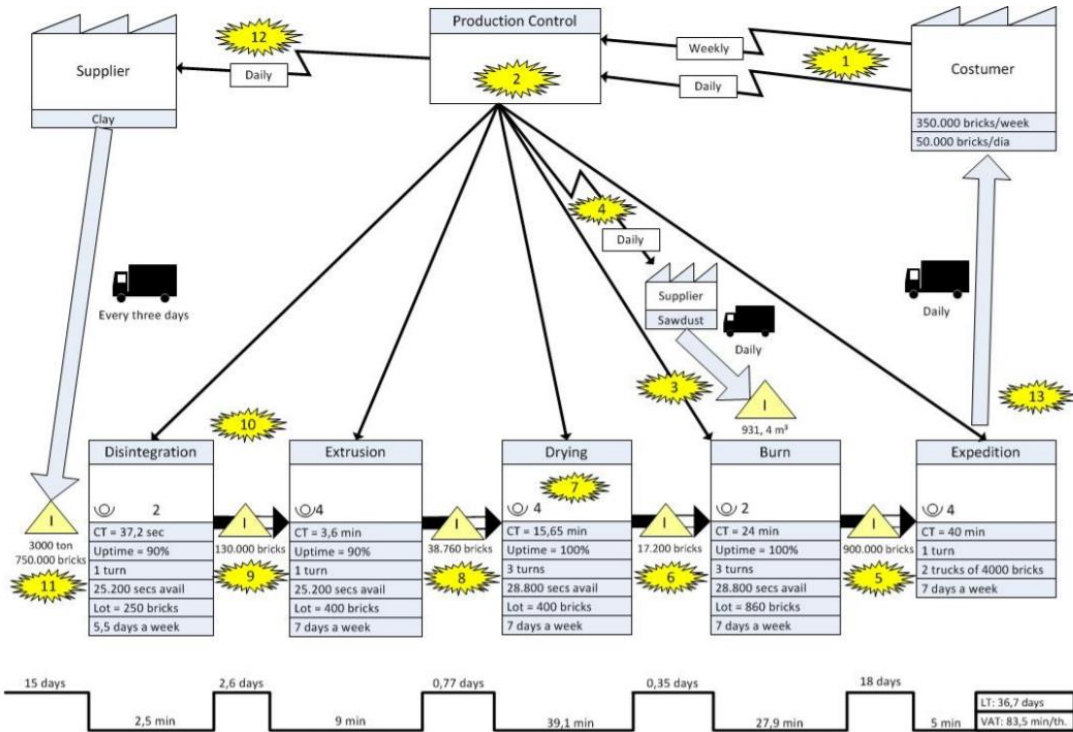 Production Control
2
Supplier
Clay
12
Daily
Weekly
Daily
1
Costumer
350.000 bricks/week
50.000 bricks/dia
4
Daily
Supplier
Sawdust
Daily
Every three days
Daily
3
I
931, 4 m³
10
13
I
3000 ton
750.000 bricks
11
Disintegration
2
CT = 37,2 sec
Uptime = 90%
1 turn
25.200 secs avail
Lot = 250 bricks
5,5 days a week
I
130.000 bricks
9
Extrusion
4
CT = 3,6 min
Uptime = 90%
1 turn
25.200 secs avail
Lot = 400 bricks
7 days a week
I
38.760 bricks
8
Drying
7
4
CT = 15,65 min
Uptime = 100%
3 turns
28.800 secs avail
Lot = 400 bricks
7 days a week
I
17.200 bricks
6
Burn
2
CT = 24 min
Uptime = 100%
3 turns
28.800 secs avail
Lot = 860 bricks
7 days a week
I
900.000 bricks
5
Expedition
4
CT = 40 min
1 turn
2 trucks of 4000 bricks
7 days a week
15 days
2,5 min
2,6 days
9 min
0,77 days
39,1 min
0,35 days
27,9 min
18 days
5 min
LT: 36,7 days
VAT: 83,5 min/th.